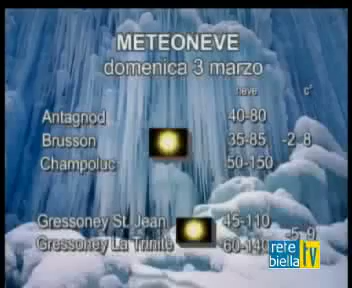 METEONEVE
domenica 3 marzo
neve c°
Antagnod 40-80
Brusson 35-85 -2..8
Champoluc 50-150
Gressoney St. Jean 45-110
-5..9
Gressoney La Trinité 60-140
rete
biella TV